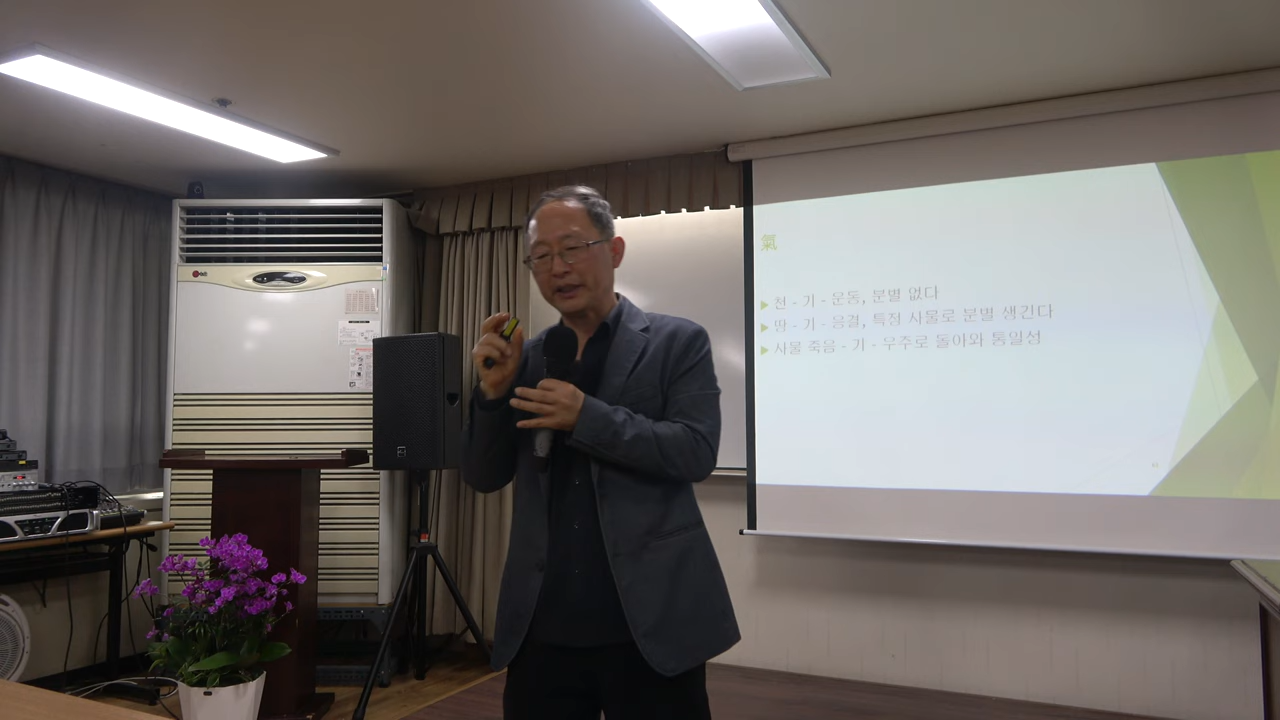 氣
천 - 기 - 운동, 분별 없다
땅 - 기 - 응결, 특점 사물로 분별 생긴다
사물 죽음 - 기 - 우주로 돌아와 통일성